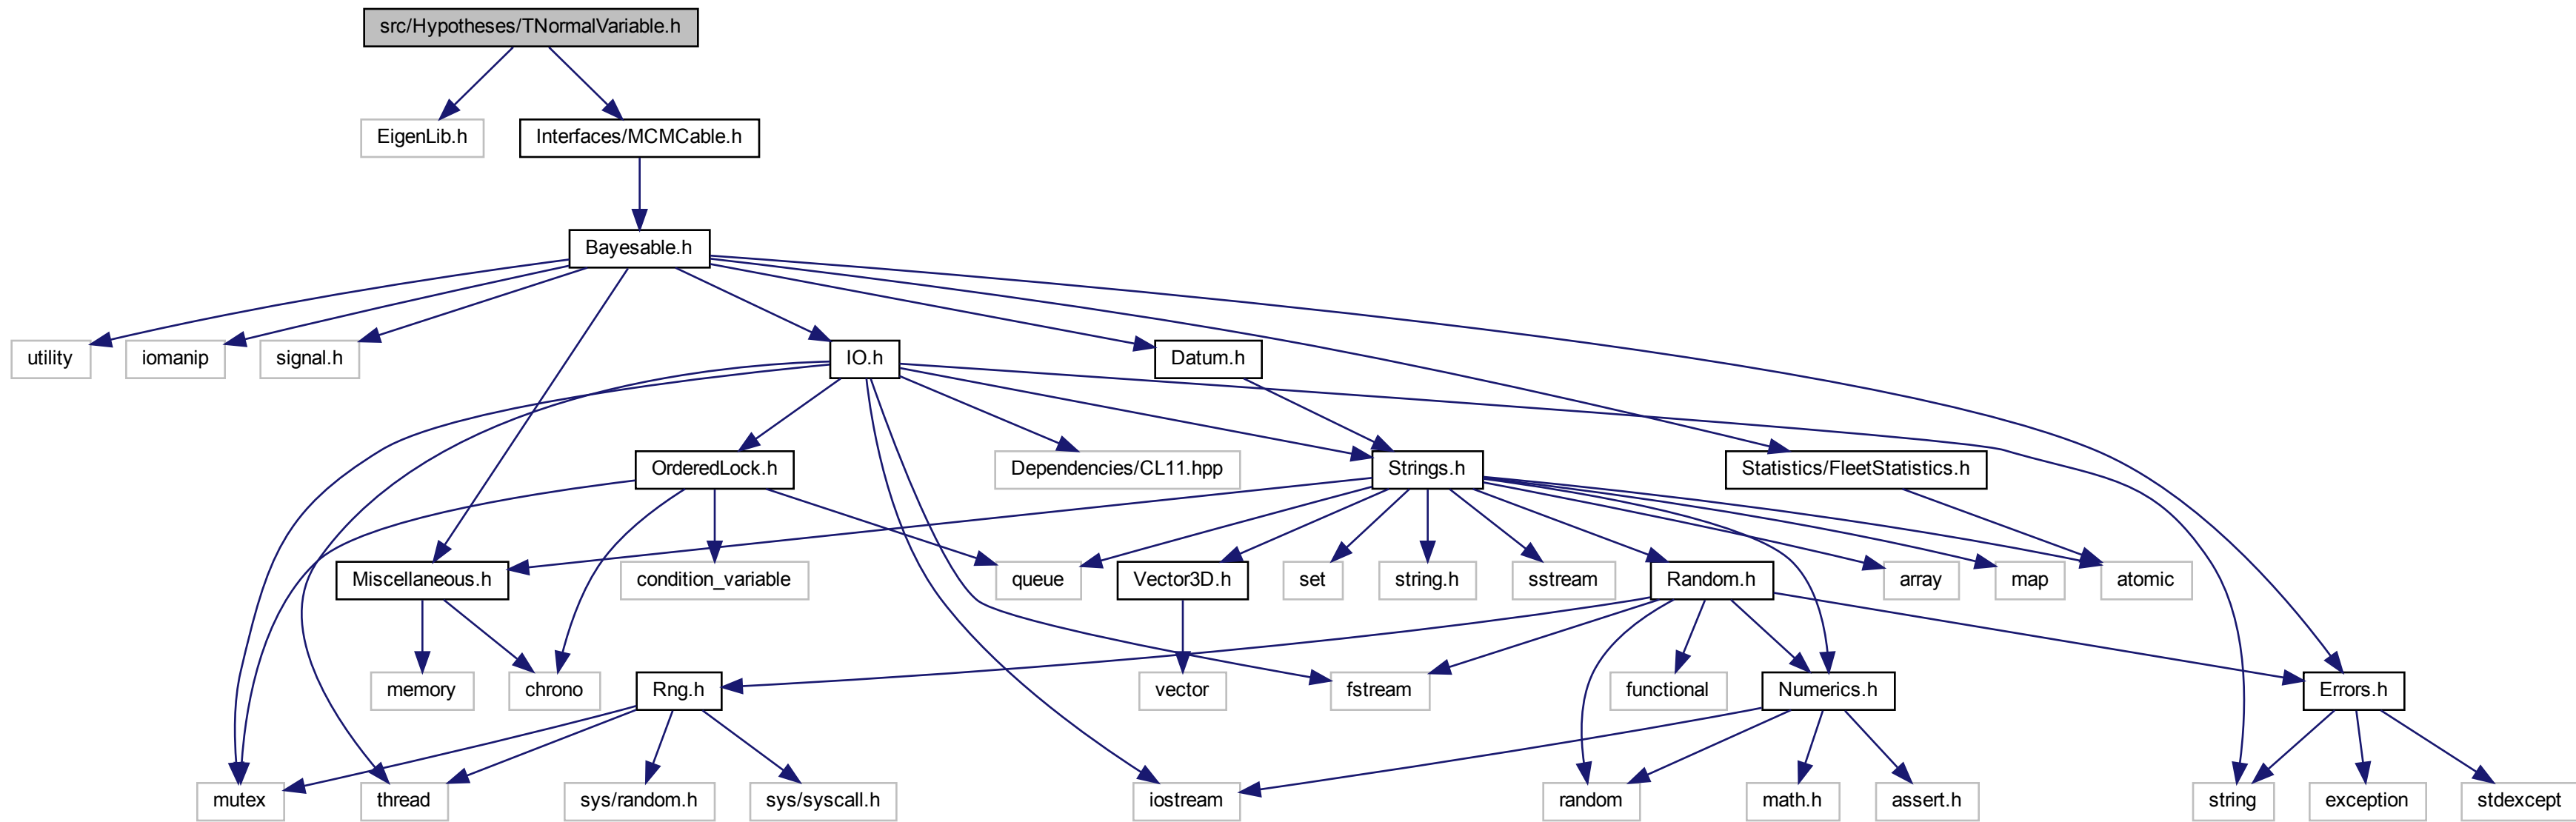 src/Hypotheses/TNormalVariable.h
EigenLib.h
Interfaces/MCMCable.h
Bayesable.h
utility
iomanip
signal.h
IO.h
Datum.h
OrderedLock.h
Dependencies/CL11.hpp
Strings.h
Statistics/FleetStatistics.h
Miscellaneous.h
condition_variable
queue
Vector3D.h
set
string.h
sstream
Random.h
array
map
atomic
memory
chrono
Rng.h
vector
fstream
functional
Numerics.h
Errors.h
mutex
thread
sys/random.h
sys/syscall.h
iostream
random
math.h
assert.h
string
exception
stdexcept